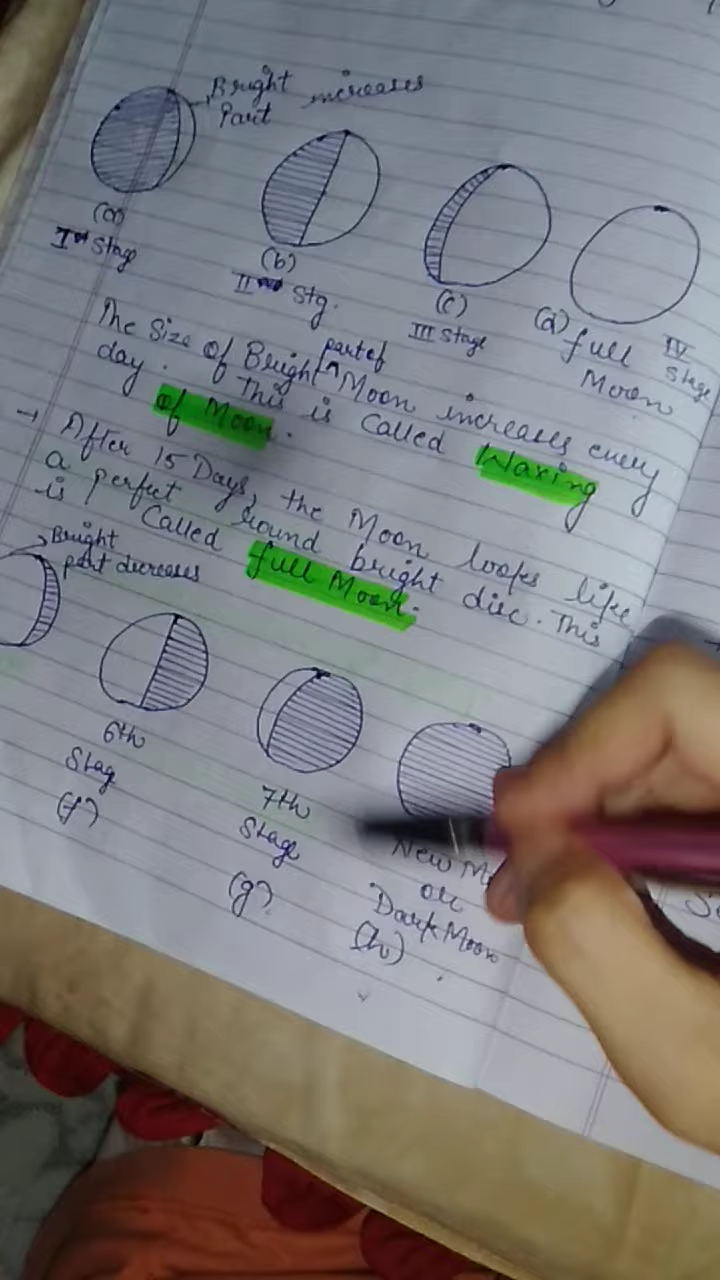 Bright increases
Part
(a)
Ist Stage
(b)
IInd Stg.
(c)
III Stage
(d) full
Moon
IV
Stage
The Size of Bright ^ part of Moon increases every
day. This is Called Waxing
of Moon.
→ After 15 Days, the Moon looks like
a perfect round bright disc. This
is Called full Moon.
Bright
part decreases
6th
Stag
(f)
7th
Stage
(g)
New M
or
Dark Moon
(h)